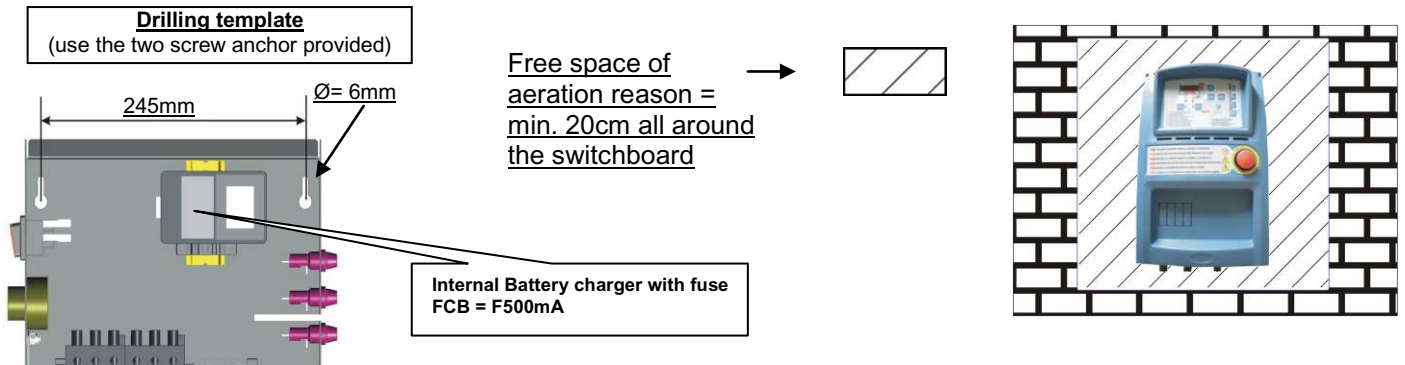 Drilling template
(use the two screw anchor provided)
245mm
Ø= 6mm
Free space of
aeration reason =
min. 20cm all around
the switchboard
Internal Battery charger with fuse
FCB = F500mA